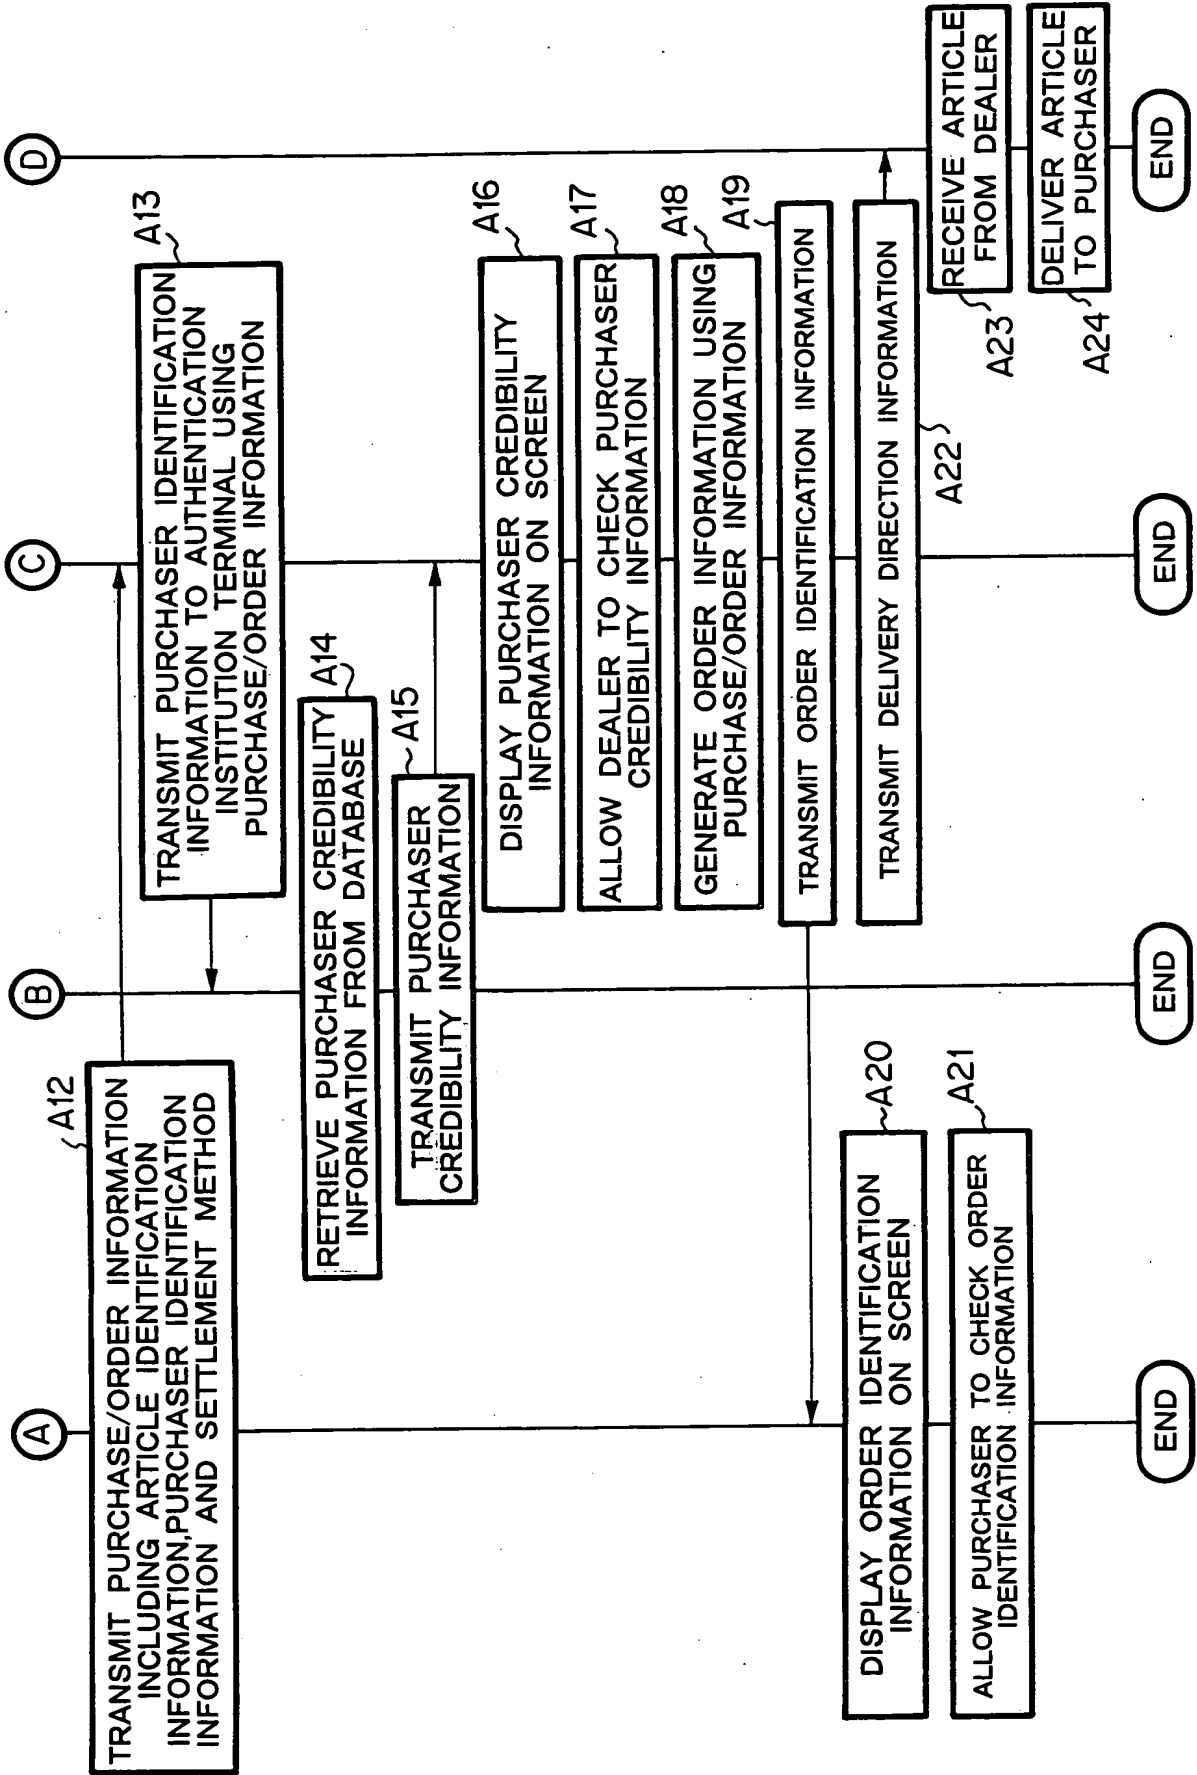 A
B
C
D
A12
TRANSMIT PURCHASE/ORDER INFORMATION
INCLUDING ARTICLE IDENTIFICATION
INFORMATION,PURCHASER IDENTIFICATION
INFORMATION AND SETTLEMENT METHOD
A13
TRANSMIT PURCHASER IDENTIFICATION
INFORMATION TO AUTHENTICATION
INSTITUTION TERMINAL USING
PURCHASE/ORDER INFORMATION
A14
RETRIEVE PURCHASER CREDIBILITY
INFORMATION FROM DATABASE
A15
TRANSMIT PURCHASER
CREDIBILITY INFORMATION
A16
DISPLAY PURCHASER CREDIBILITY
INFORMATION ON SCREEN
A17
ALLOW DEALER TO CHECK PURCHASER
CREDIBILITY INFORMATION
A18
GENERATE ORDER INFORMATION USING
PURCHASE/ORDER INFORMATION
A19
TRANSMIT ORDER IDENTIFICATION INFORMATION
A20
DISPLAY ORDER IDENTIFICATION
INFORMATION ON SCREEN
A21
ALLOW PURCHASER TO CHECK ORDER
IDENTIFICATION INFORMATION
TRANSMIT DELIVERY DIRECTION INFORMATION
A22
RECEIVE ARTICLE
FROM DEALER
A23
DELIVER ARTICLE
TO PURCHASER
A24
END
END
END
END